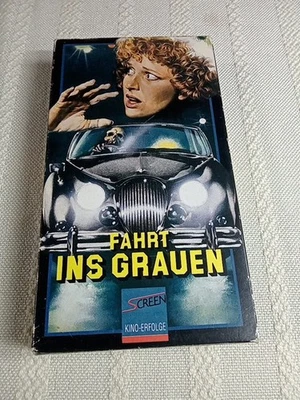 FAHRT
INS GRAUEN
SCREEN
KINO-ERFOLGE